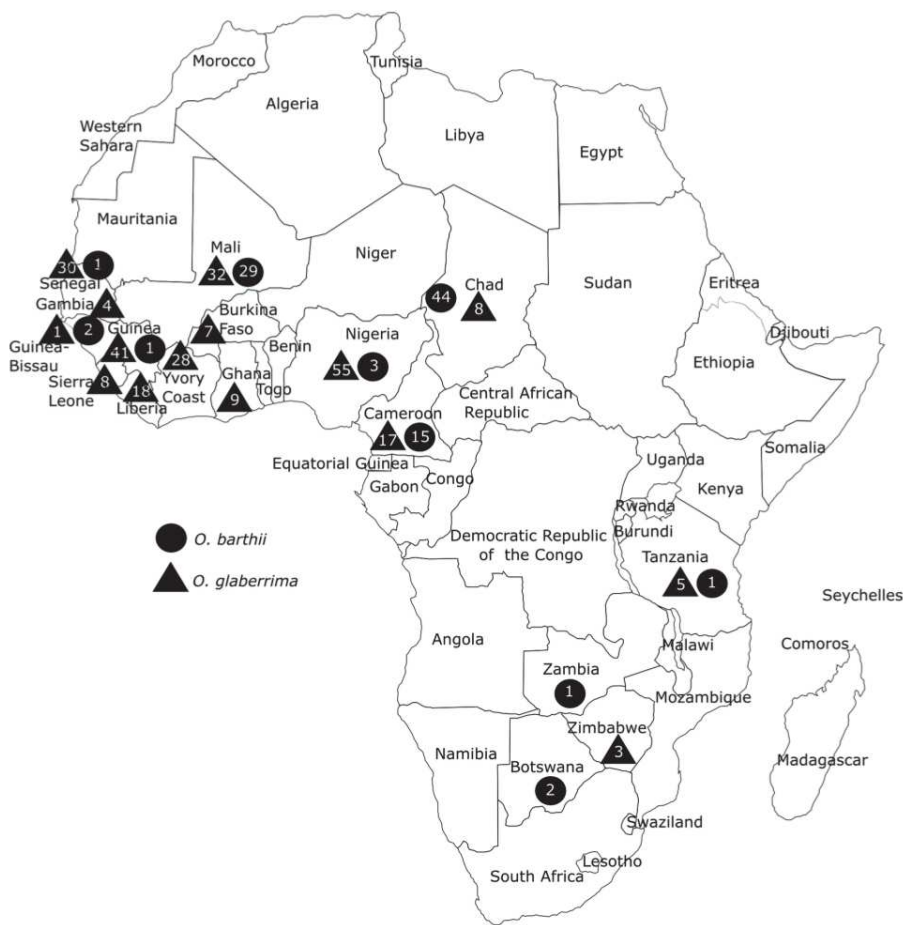 Morocco
Tunisia
Algeria
Libya
Egypt
Western
Sahara
Mauritania
Mali
32 29
Niger
Chad
44 8
Sudan
Eritrea
Djibouti
Ethiopia
Somalia
30 1
Senegal
Gambia
4
1 2
Guinea-
Bissau
Guinea
41 1
Sierra
Leone
8
18
Liberia
28
Yvory
Coast
Burkina
Faso
7
Ghana
9
Togo
Benin
Nigeria
55 3
Cameroon
17 15
Central African
Republic
Equatorial Guinea
Gabon
Congo
Democratic Republic
of the Congo
Uganda
Kenya
Rwanda
Burundi
Tanzania
5 1
Seychelles
Comoros
O. barthii
O. glaberrima
Angola
Zambia
1
Malawi
Mozambique
Zimbabwe
3
Madagascar
Namibia
Botswana
2
Swaziland
Lesotho
South Africa